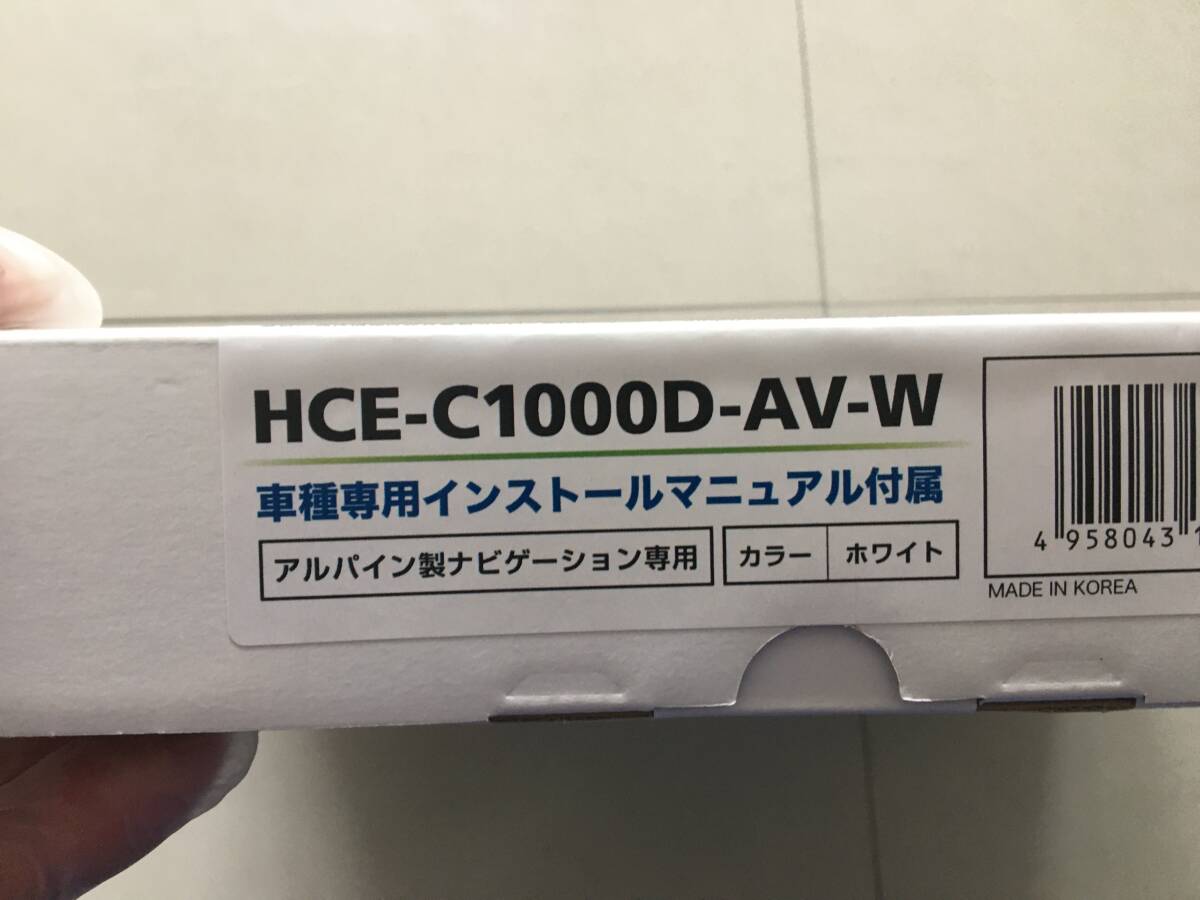 HCE-C1000D-AV-W
車種専用インストールマニュアル付属
アルパイン製ナビゲーション専用
カラー ホワイト
4 958043 1
MADE IN KOREA